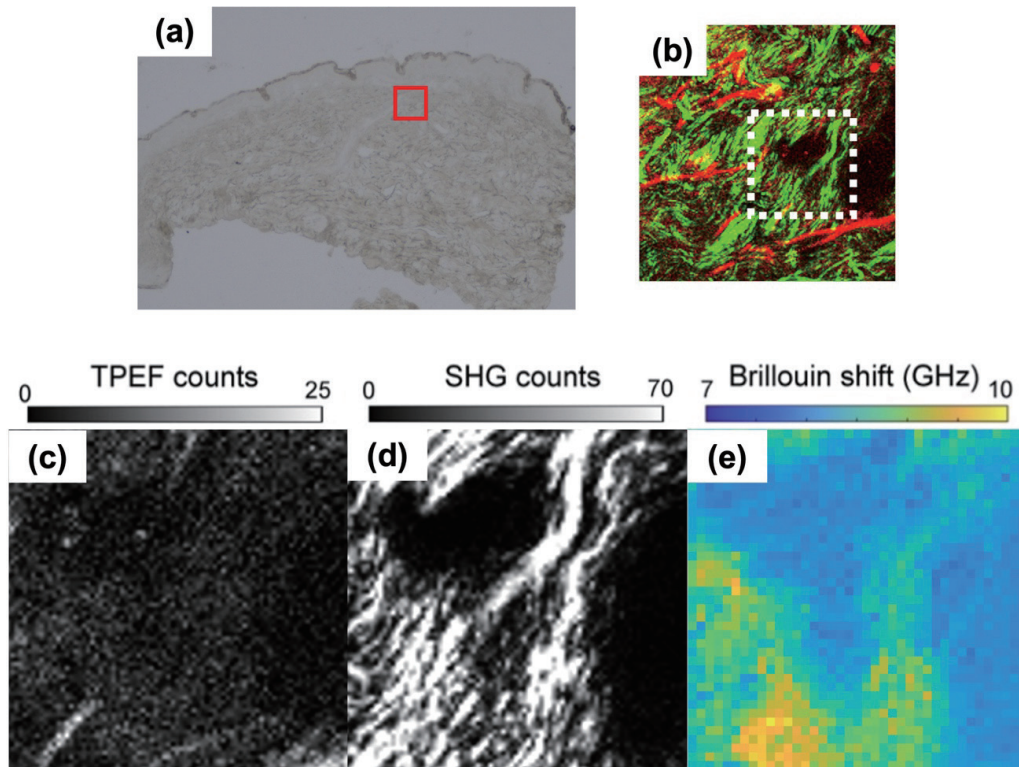 (a)
(b)
TPEF counts
0 25
SHG counts
0 70
Brillouin shift (GHz)
7 10
(c)
(d)
(e)